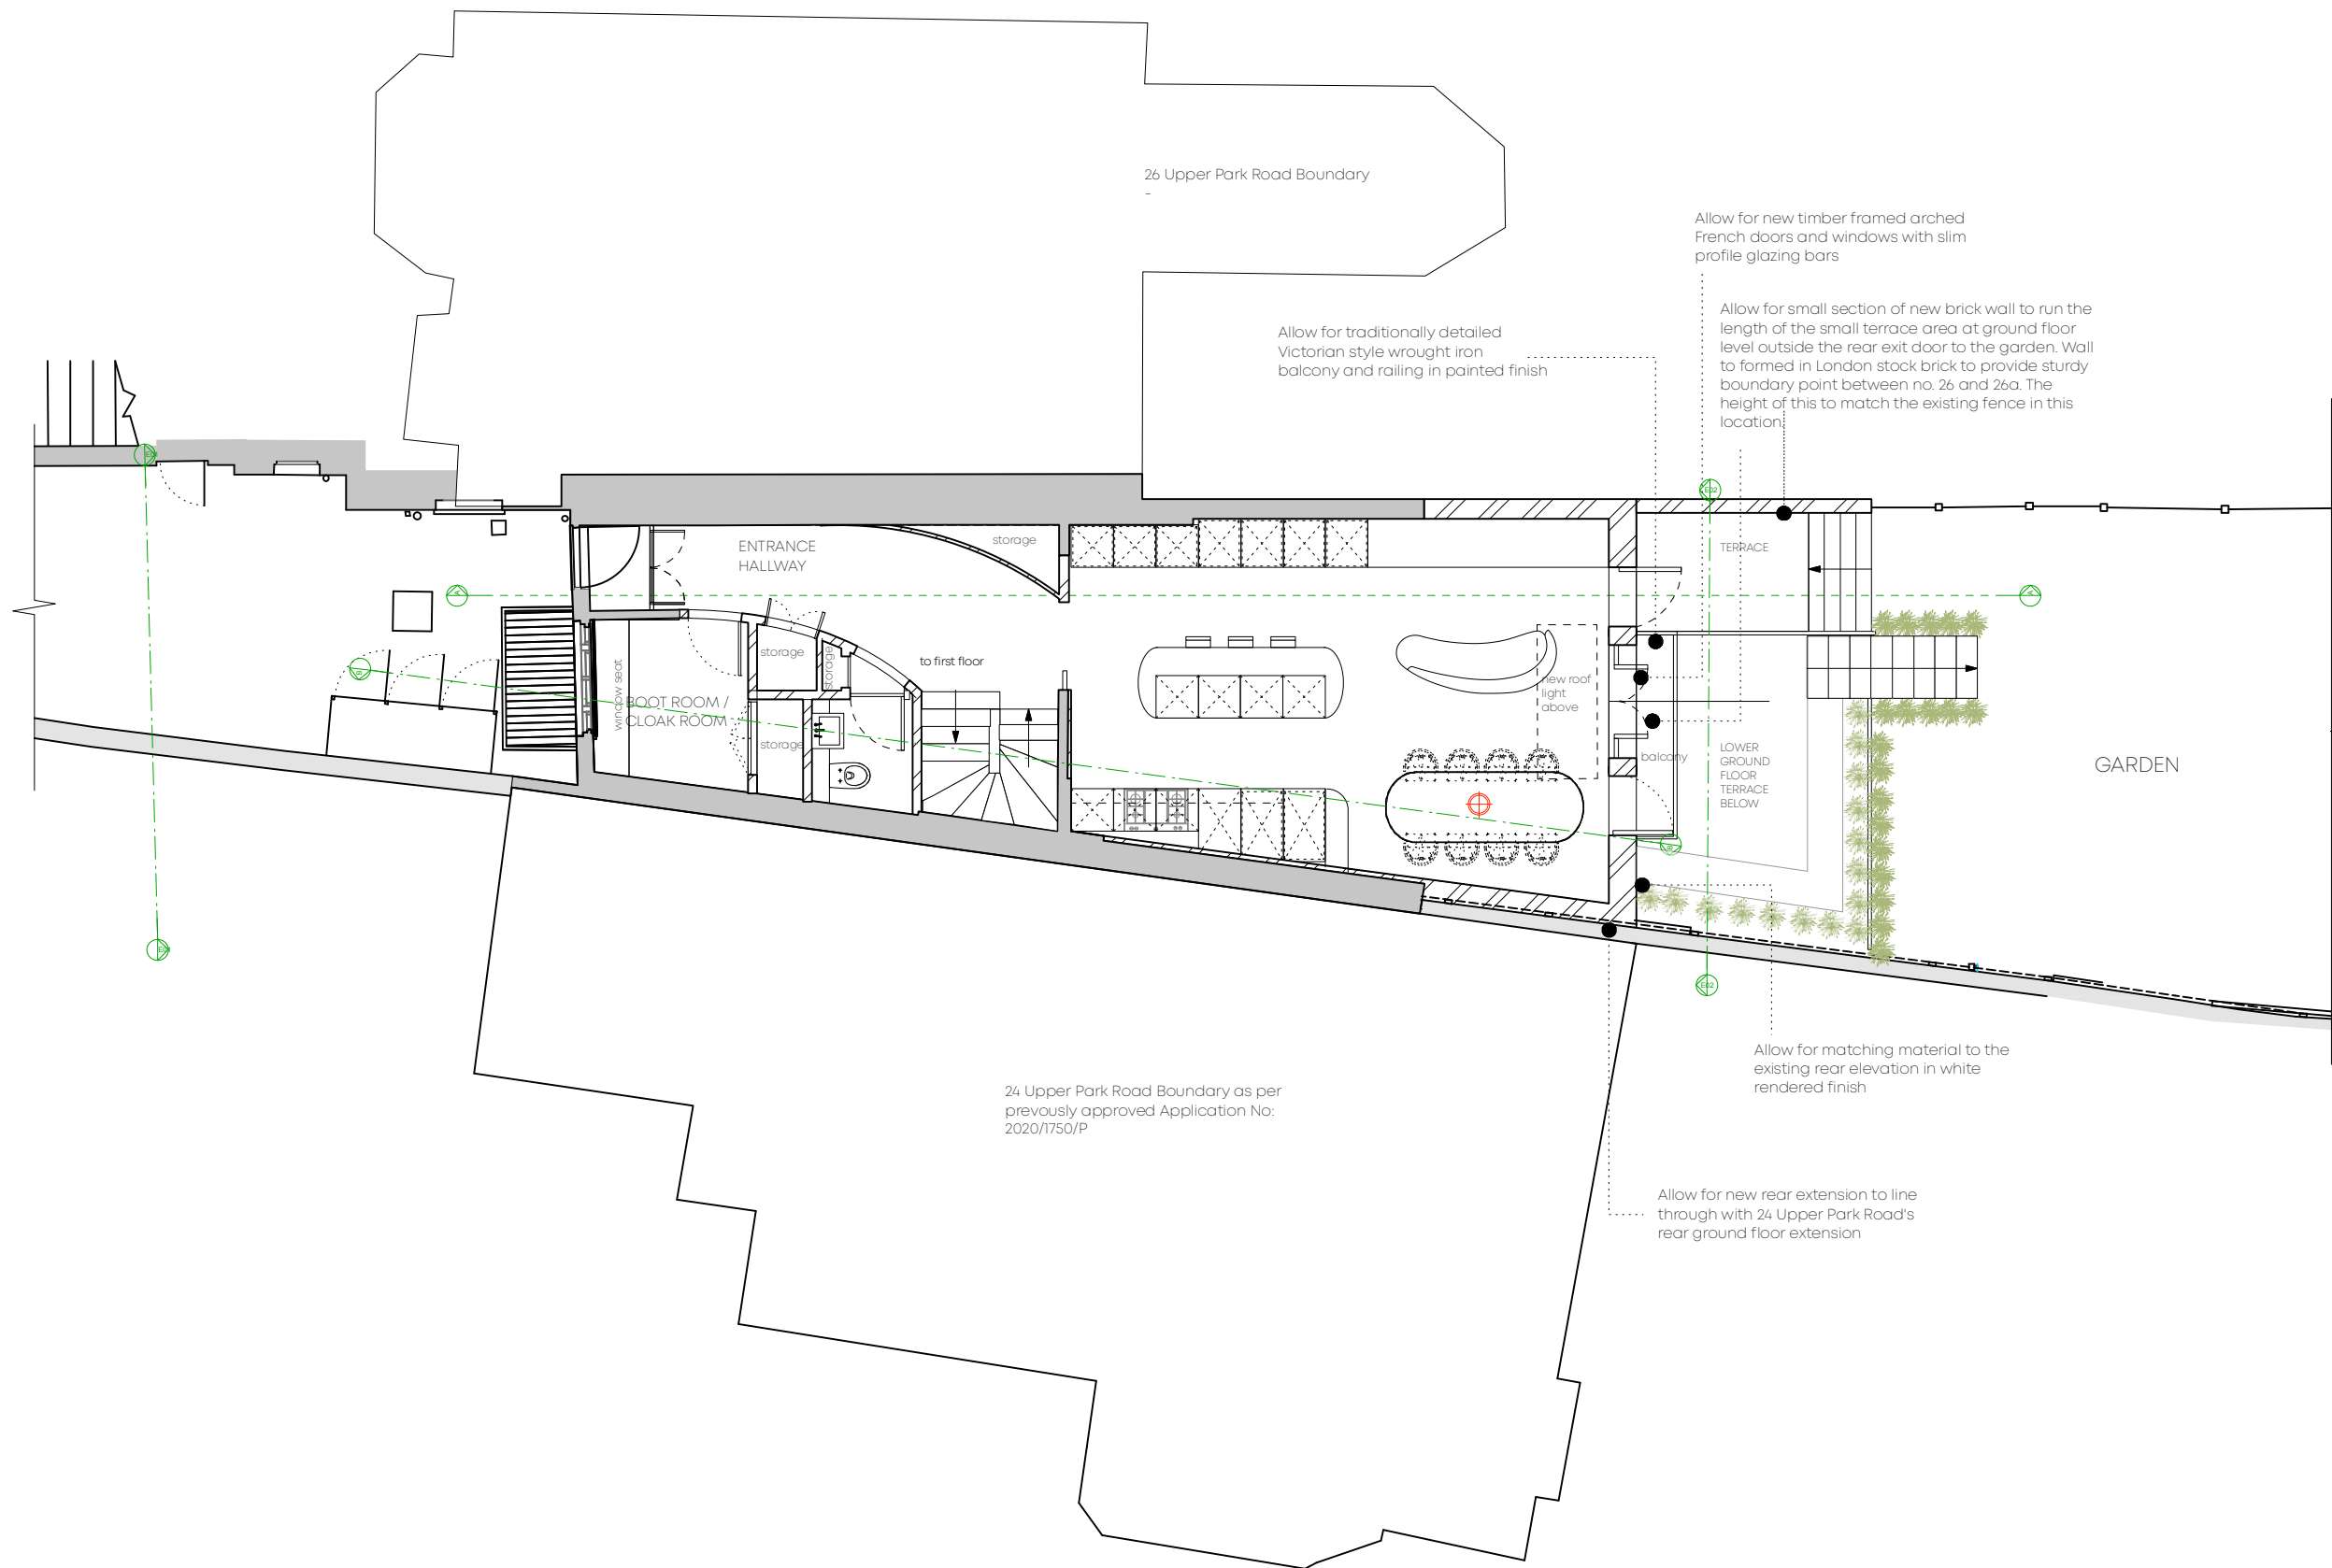 26 Upper Park Road Boundary
-
Allow for new timber framed arched
French doors and windows with slim
profile glazing bars
Allow for small section of new brick wall to run the
length of the small terrace area at ground floor
level outside the rear exit door to the garden. Wall
to formed in London stock brick to provide sturdy
boundary point between no. 26 and 26a. The
height of this to match the existing fence in this
location.
Allow for traditionally detailed
Victorian style wrought iron
balcony and railing in painted finish
E02
ENTRANCE
HALLWAY
storage
TERRACE
A
A
storage
storage
to first floor
window seat
BOOT ROOM /
CLOAK ROOM
storage
new roof
light
above
balcony
LOWER
GROUND
FLOOR
TERRACE
BELOW
GARDEN
B
B
E02
Allow for matching material to the
existing rear elevation in white
rendered finish
24 Upper Park Road Boundary as per
prevously approved Application No:
2020/1750/P
Allow for new rear extension to line
through with 24 Upper Park Road's
rear ground floor extension